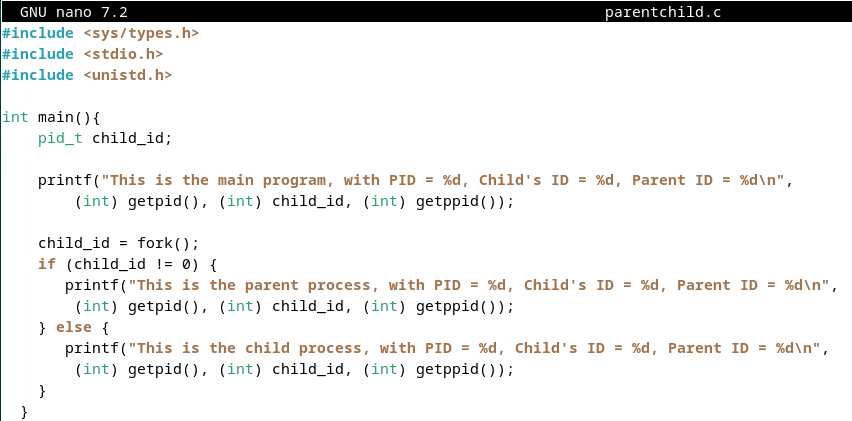 GNU nano 7.2 parentchild.c
#include <sys/types.h>
#include <stdio.h>
#include <unistd.h>

int main(){
    pid_t child_id;

    printf("This is the main program, with PID = %d, Child's ID = %d, Parent ID = %d\n",
        (int) getpid(), (int) child_id, (int) getppid());

    child_id = fork();
    if (child_id != 0) {
       printf("This is the parent process, with PID = %d, Child's ID = %d, Parent ID = %d\n",
        (int) getpid(), (int) child_id, (int) getppid());
    } else {
       printf("This is the child process, with PID = %d, Child's ID = %d, Parent ID = %d\n",
        (int) getpid(), (int) child_id, (int) getppid());
    }
  }